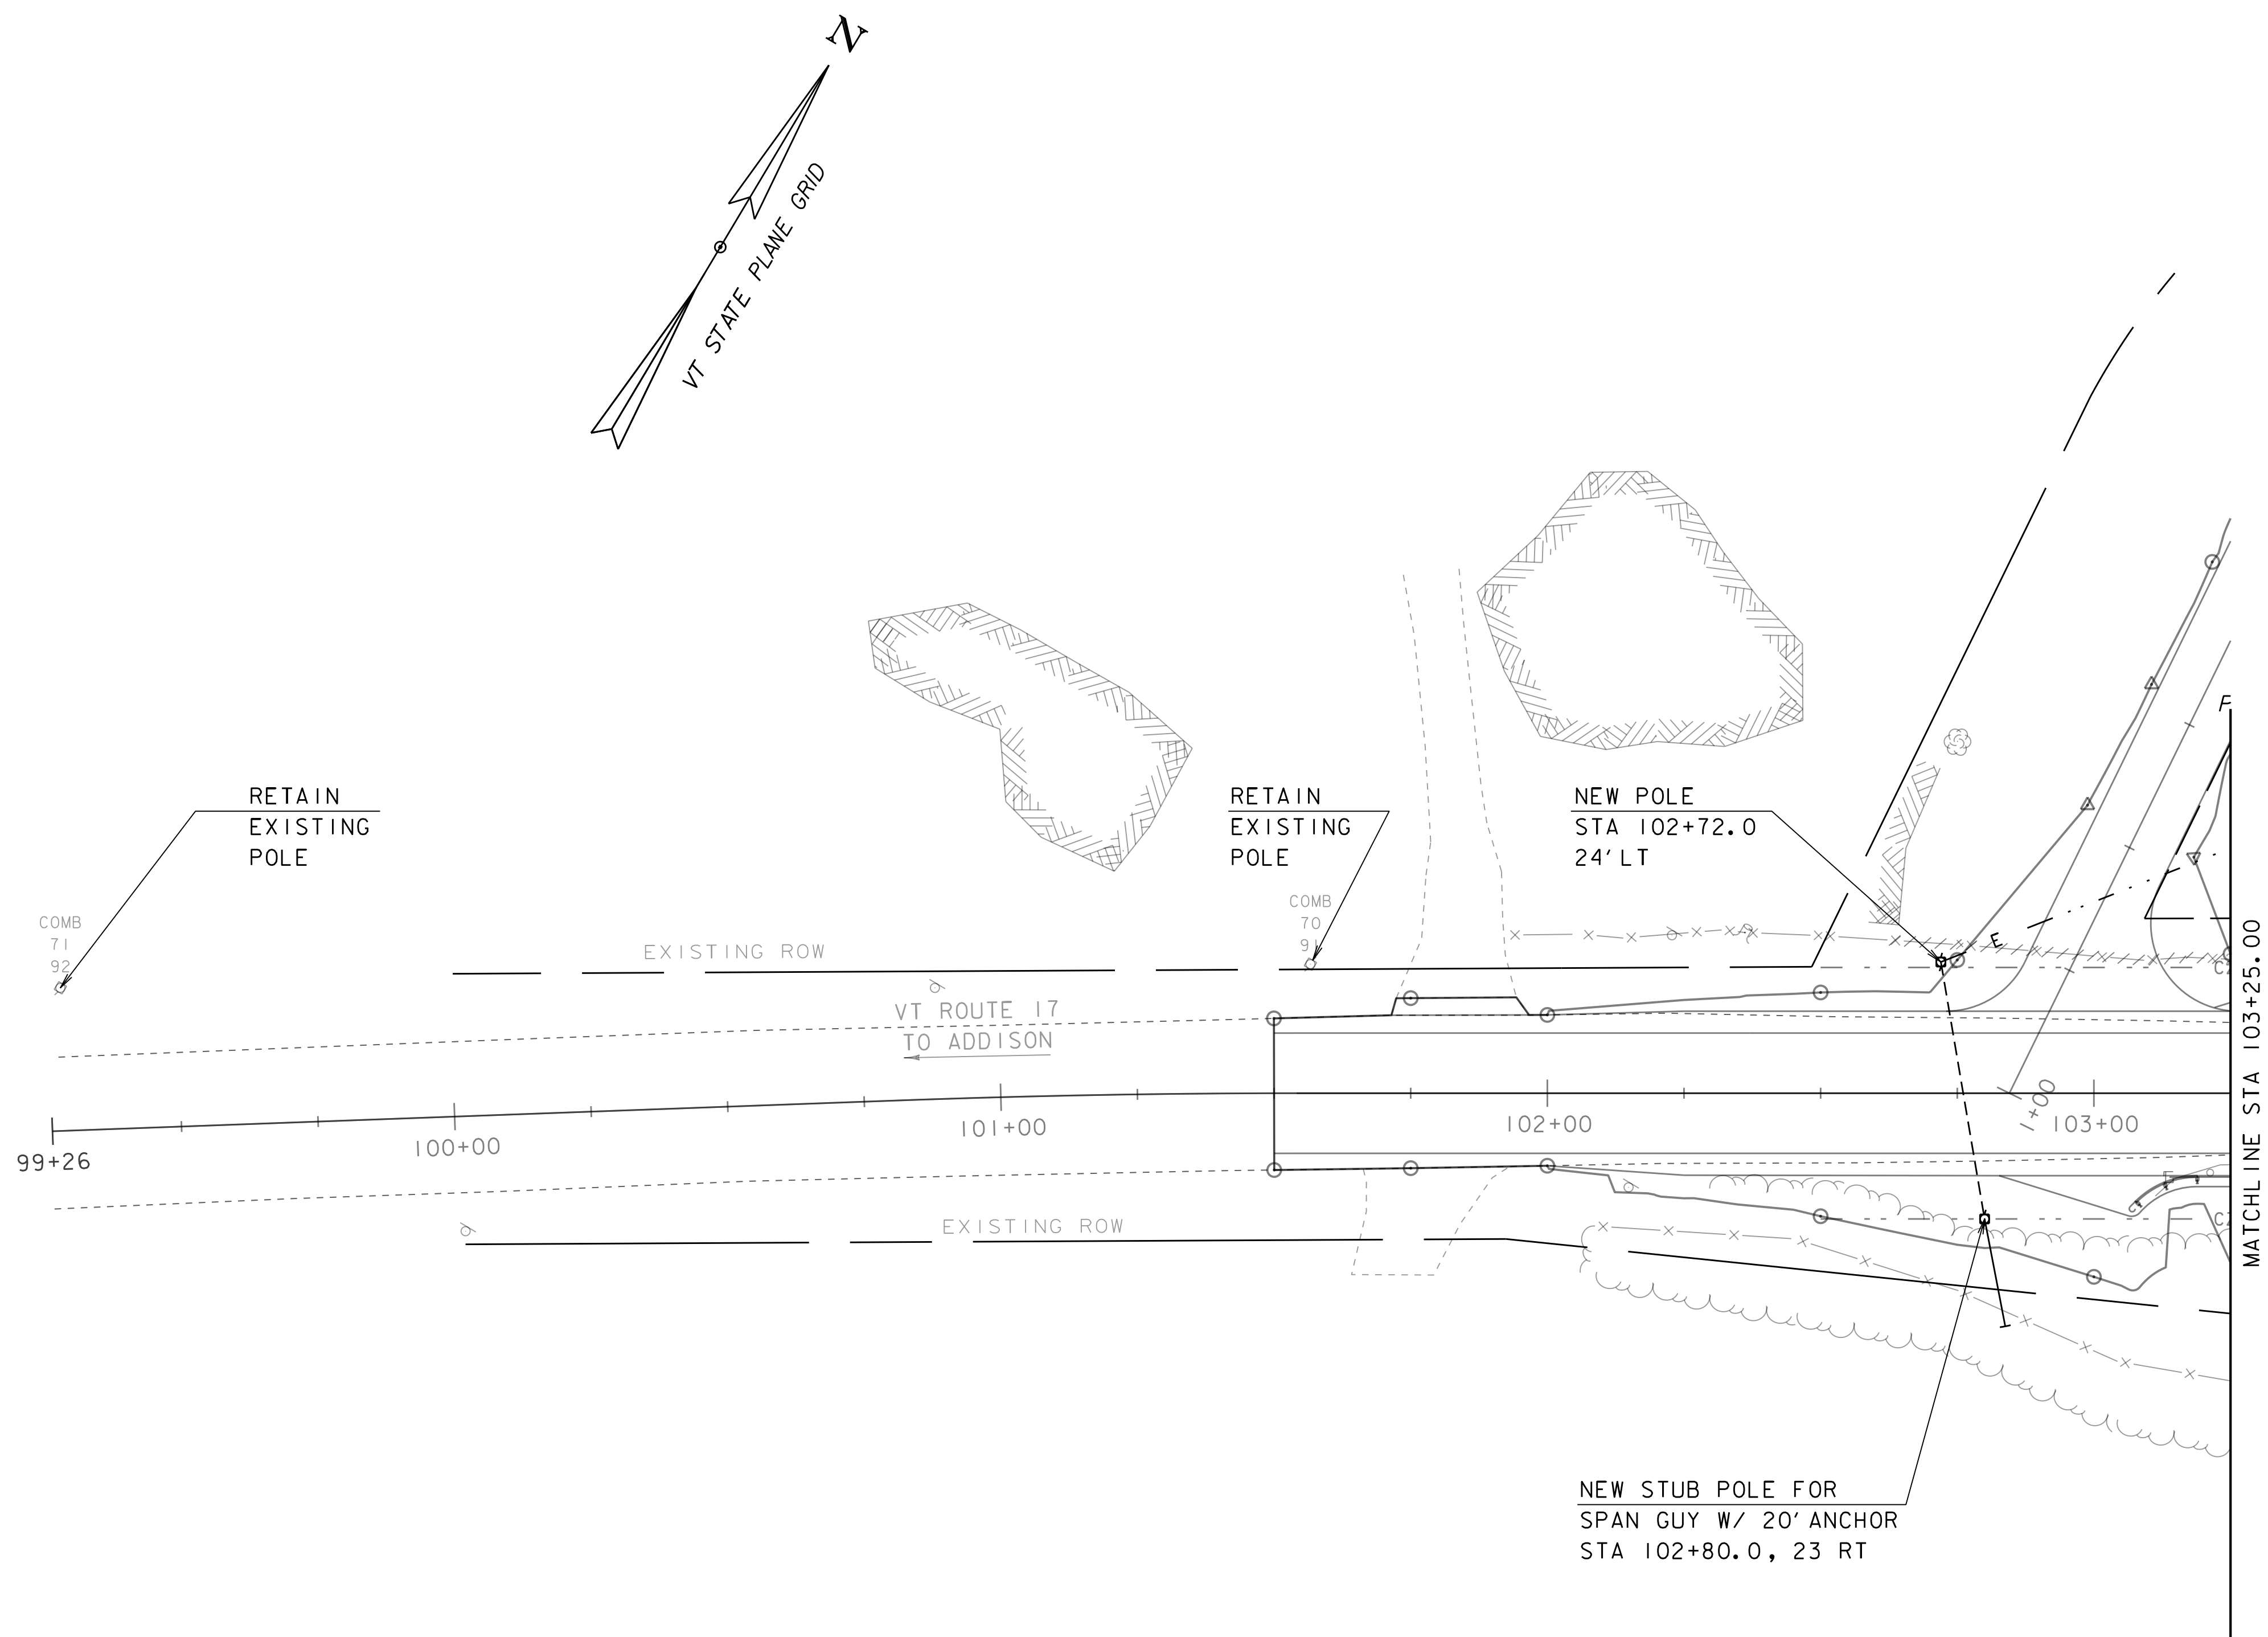 N
VT STATE PLANE GRID
RETAIN
EXISTING
POLE
RETAIN
EXISTING
POLE
NEW POLE
STA 102+72.0
24' LT
COMB
71
92
COMB
70
91
EXISTING ROW
VT ROUTE 17
TO ADDISON
E
F
CZ
99+26
100+00
101+00
102+00
1+00
103+00
EXISTING ROW
CZ
MATCHLINE STA 103+25.00
NEW STUB POLE FOR
SPAN GUY W/ 20' ANCHOR
STA 102+80.0, 23 RT